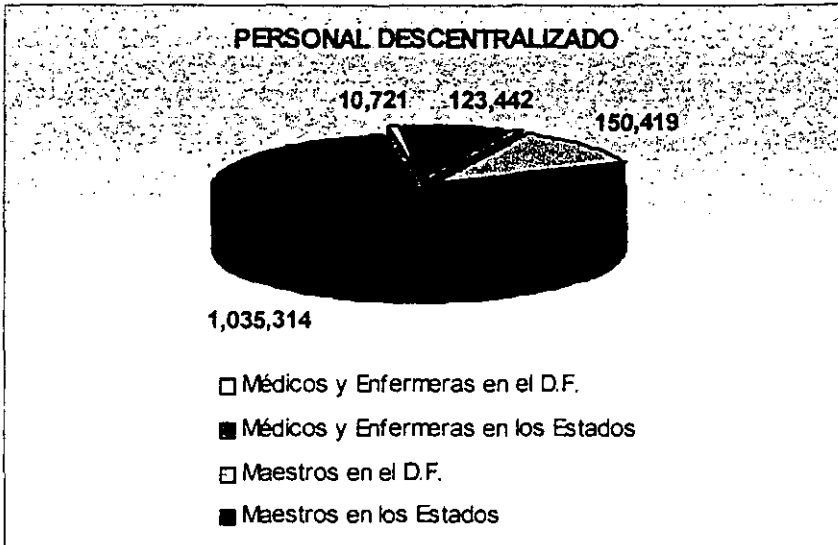 PERSONAL DESCENTRALIZADO
10,721 123,442
150,419
1,035,314
Médicos y Enfermeras en el D.F.
Médicos y Enfermeras en los Estados
Maestros en el D.F.
Maestros en los Estados